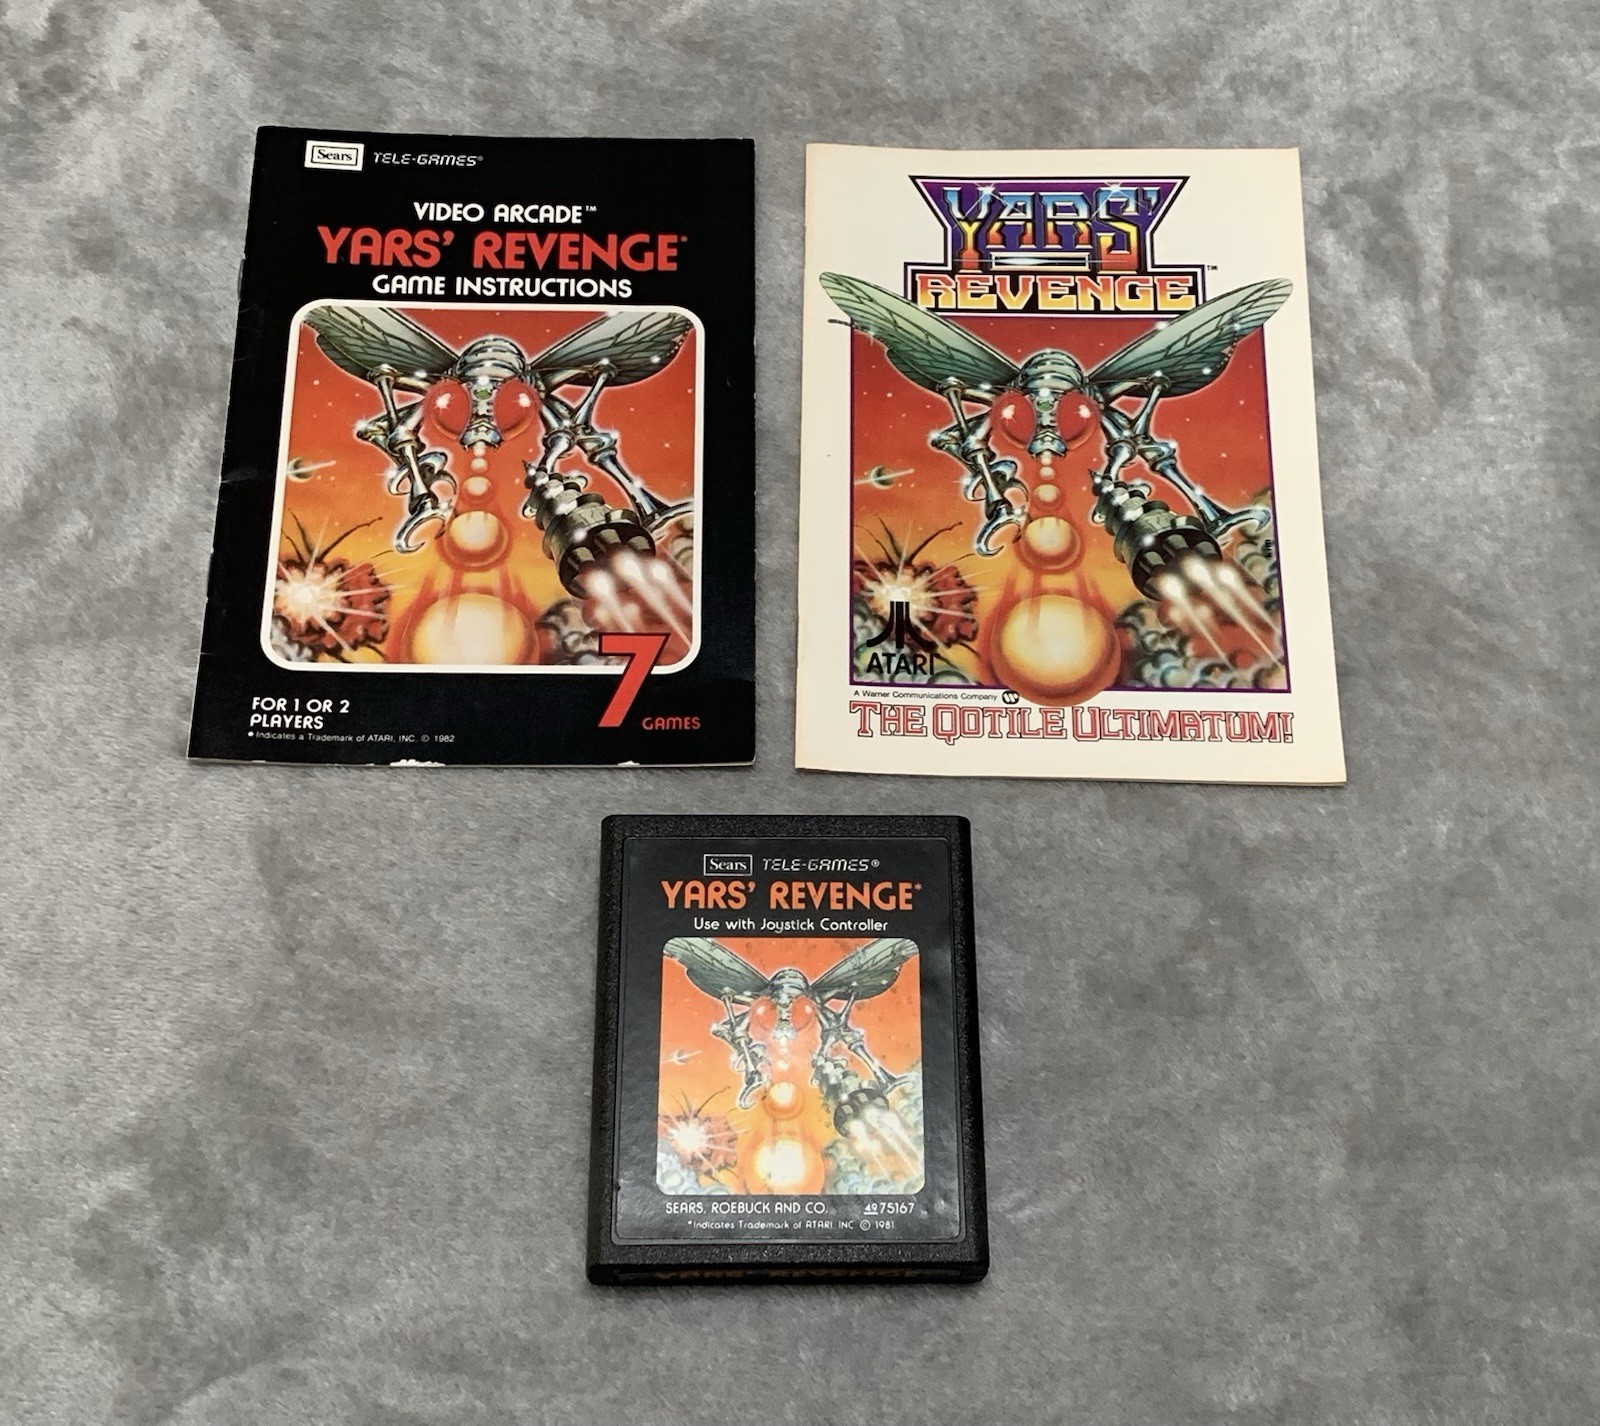 Sears TELE-GAMES®
VIDEO ARCADE™
YARS' REVENGE*
GAME INSTRUCTIONS
7 GAMES
FOR 1 OR 2
PLAYERS
* Indicates a Trademark of ATARI, INC. © 1982
YARS'
REVENGE™
ATARI
A Warner Communications Company
THE QOTILE ULTIMATUM!
Sears TELE-GAMES®
YARS' REVENGE*
Use with Joystick Controller
SEARS, ROEBUCK AND CO. 49 75167
*Indicates Trademark of ATARI, INC © 1981
YARS' REVENGE